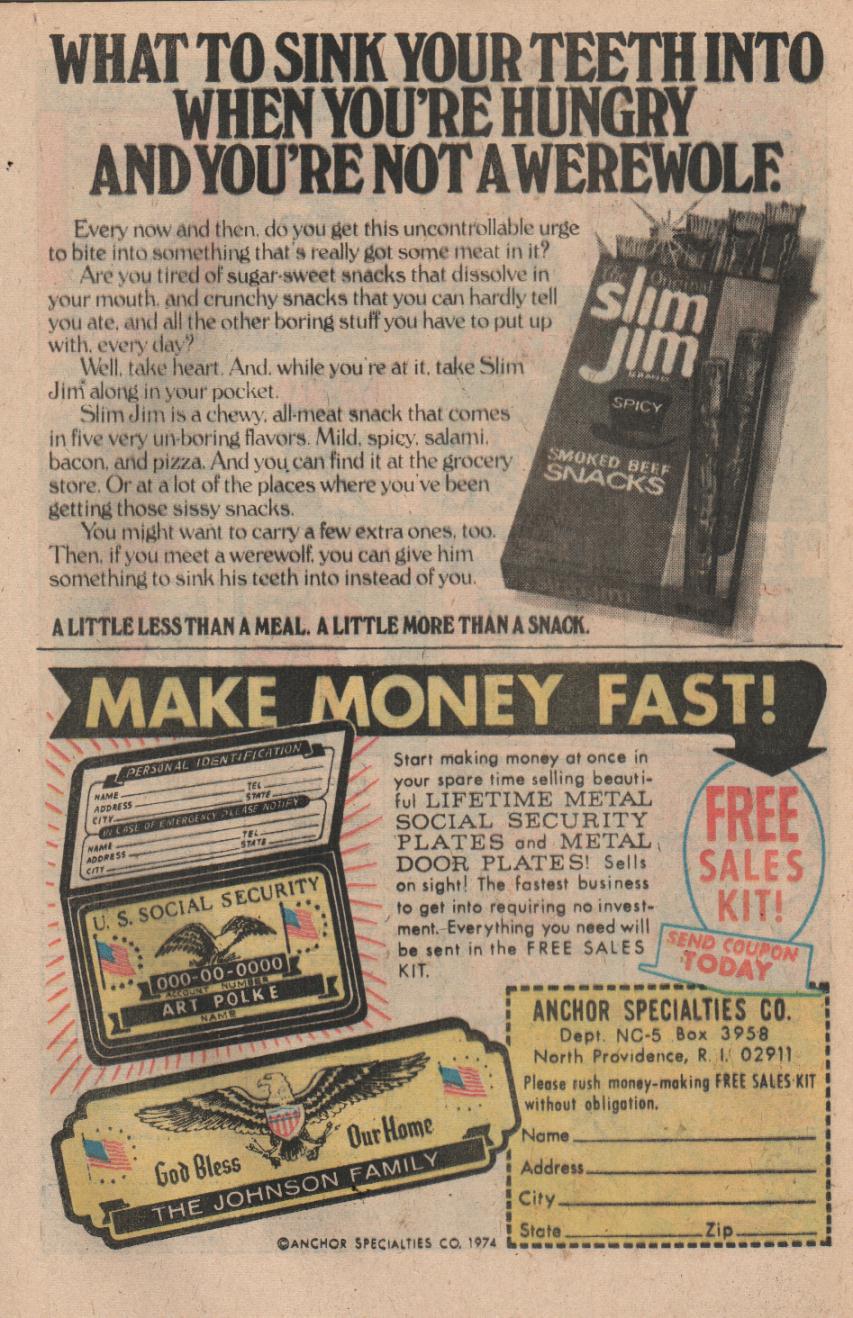 WHAT TO SINK YOUR TEETH INTO
WHEN YOU'RE HUNGRY
AND YOU'RE NOT A WEREWOLF.
Every now and then, do you get this uncontrollable urge
to bite into something that's really got some meat in it?
Are you tired of sugar-sweet snacks that dissolve in
your mouth, and crunchy snacks that you can hardly tell
you ate, and all the other boring stuff you have to put up
with, every day?
Well, take heart. And, while you're at it, take Slim
Jim along in your pocket.
Slim Jim is a chewy, all-meat snack that comes
in five very un-boring flavors. Mild, spicy, salami,
bacon, and pizza. And you can find it at the grocery
store. Or at a lot of the places where you've been
getting those sissy snacks.
You might want to carry a few extra ones, too.
Then, if you meet a werewolf, you can give him
something to sink his teeth into instead of you.
A LITTLE LESS THAN A MEAL. A LITTLE MORE THAN A SNACK.
Original
slim
jim
BRAND
SPICY
SMOKED BEEF
SNACKS
MAKE MONEY FAST!
PERSONAL IDENTIFICATION
NAME TEL
ADDRESS STATE
CITY
IN CASE OF EMERGENCY PLEASE NOTIFY
NAME TEL
ADDRESS STATE
CITY
U. S. SOCIAL SECURITY
000-00-0000
ACCOUNT NUMBER
ART POLKE
NAME
Start making money at once in
your spare time selling beauti-
ful LIFETIME METAL
SOCIAL SECURITY
PLATES and METAL
DOOR PLATES! Sells
on sight! The fastest business
to get into requiring no invest-
ment. Everything you need will
be sent in the FREE SALES
KIT.
FREE
SALES
KIT!
SEND COUPON
TODAY
God Bless Our Home
THE JOHNSON FAMILY
©ANCHOR SPECIALTIES CO. 1974
ANCHOR SPECIALTIES CO.
Dept. NC-5 Box 3958
North Providence, R. I. 02911
Please rush money-making FREE SALES KIT
without obligation.
Name
Address
City
State Zip